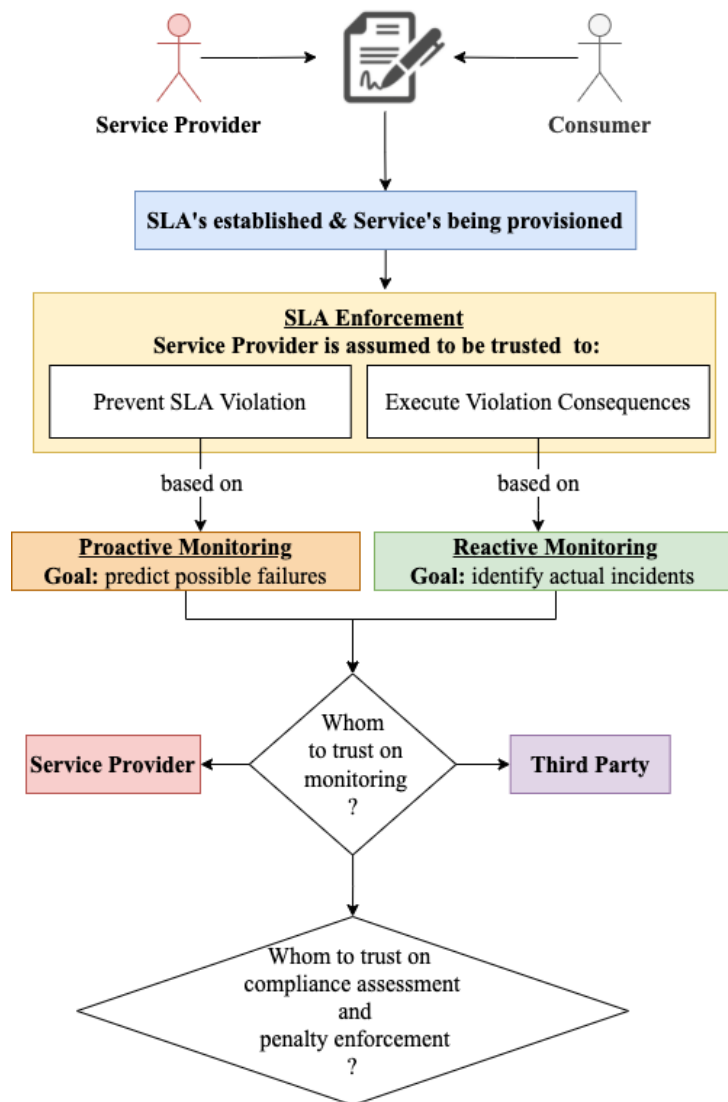 Service Provider
Consumer
SLA's established & Service's being provisioned
SLA Enforcement
Service Provider is assumed to be trusted to:
Prevent SLA Violation
Execute Violation Consequences
based on
based on
Proactive Monitoring
Goal: predict possible failures
Reactive Monitoring
Goal: identify actual incidents
Whom
to trust on
monitoring
?
Service Provider
Third Party
Whom to trust on
compliance assessment
and
penalty enforcement
?